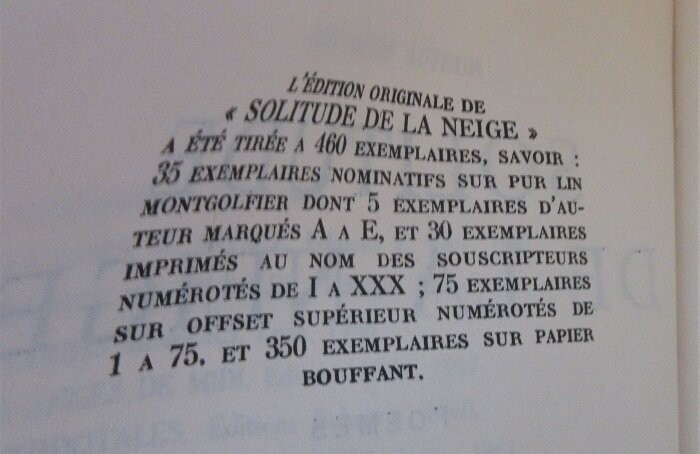 L'ÉDITION ORIGINALE DE
« SOLITUDE DE LA NEIGE »
A ÉTÉ TIRÉE A 460 EXEMPLAIRES, SAVOIR :
35 EXEMPLAIRES NOMINATIFS SUR PUR LIN
MONTGOLFIER DONT 5 EXEMPLAIRES D'AU-
TEUR MARQUÉS A A E, ET 30 EXEMPLAIRES
IMPRIMÉS AU NOM DES SOUSCRIPTEURS
NUMÉROTÉS DE I A XXX ; 75 EXEMPLAIRES
SUR OFFSET SUPÉRIEUR NUMÉROTÉS DE
1 A 75, ET 350 EXEMPLAIRES SUR PAPIER
BOUFFANT.